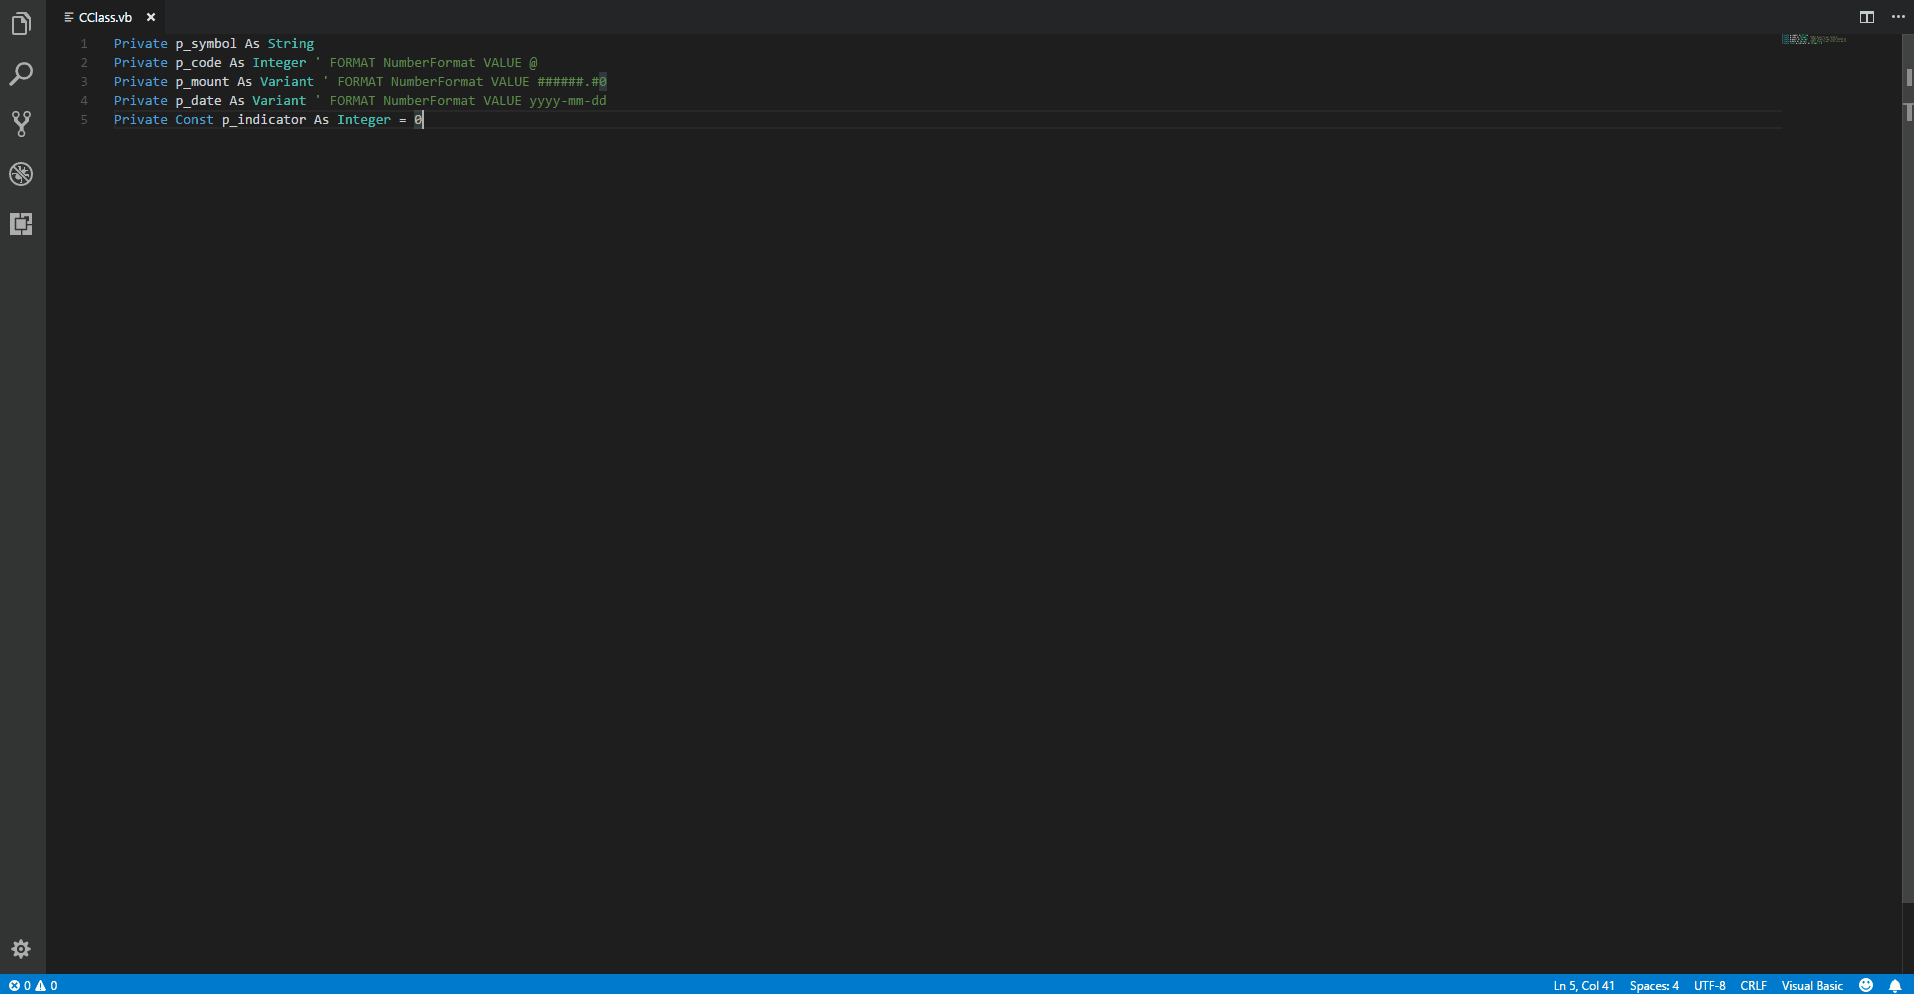 CClass.vb
1 Private p_symbol As String
2 Private p_code As Integer ' FORMAT NumberFormat VALUE @
3 Private p_mount As Variant ' FORMAT NumberFormat VALUE ######.#0
4 Private p_date As Variant ' FORMAT NumberFormat VALUE yyyy-mm-dd
5 Private Const p_indicator As Integer = 0
0 0 Ln 5, Col 41 Spaces: 4 UTF-8 CRLF Visual Basic